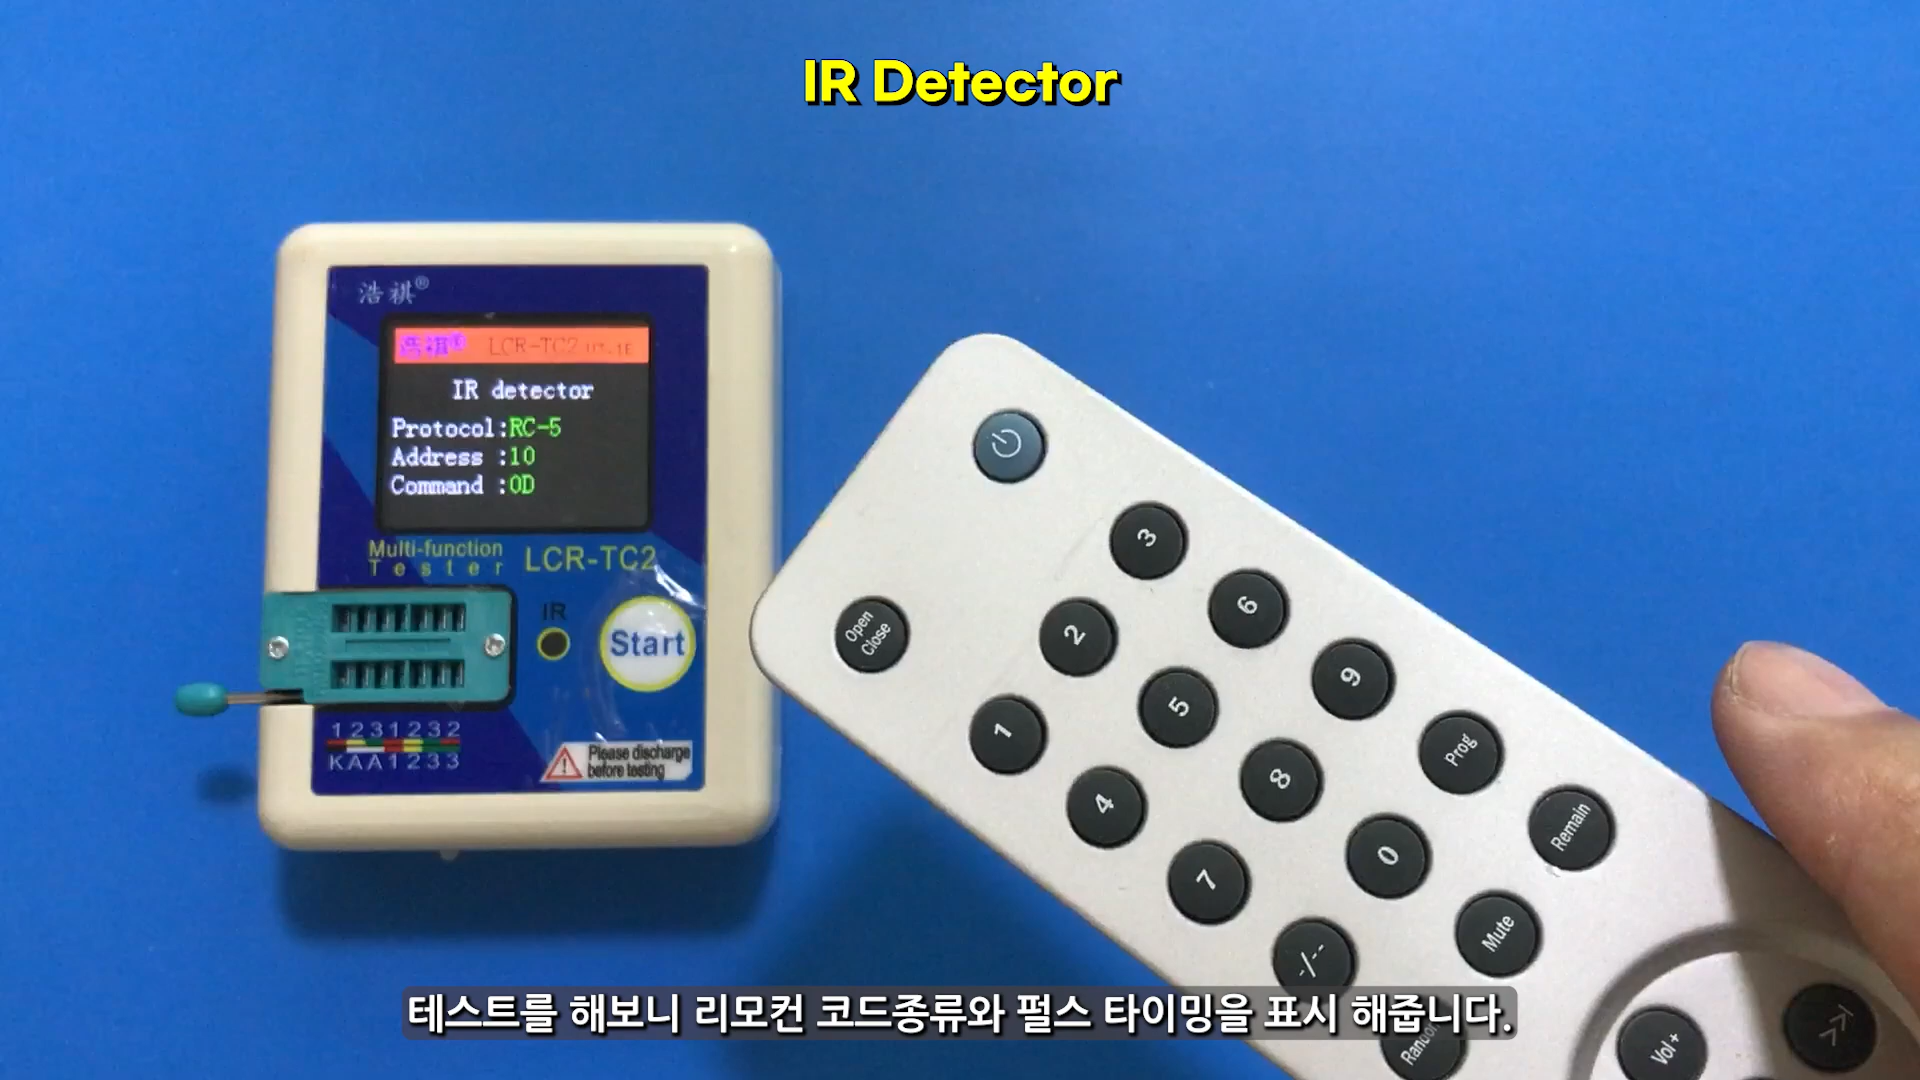 IR Detector
浩祺®
浩祺® LCR-TC2
IR detector
Protocol:RC-5
Address :10
Command :0D
Multi-function
Tester
LCR-TC2
IR
Start
1231232
KAA1233
Please discharge
before testing
Open
Close
3
2
6
1
5
9
4
8
Prog
7
0
Remain
-/--
Mute
Vol +
테스트를 해보니 리모컨 코드종류와 펄스 타이밍을 표시 해줍니다.